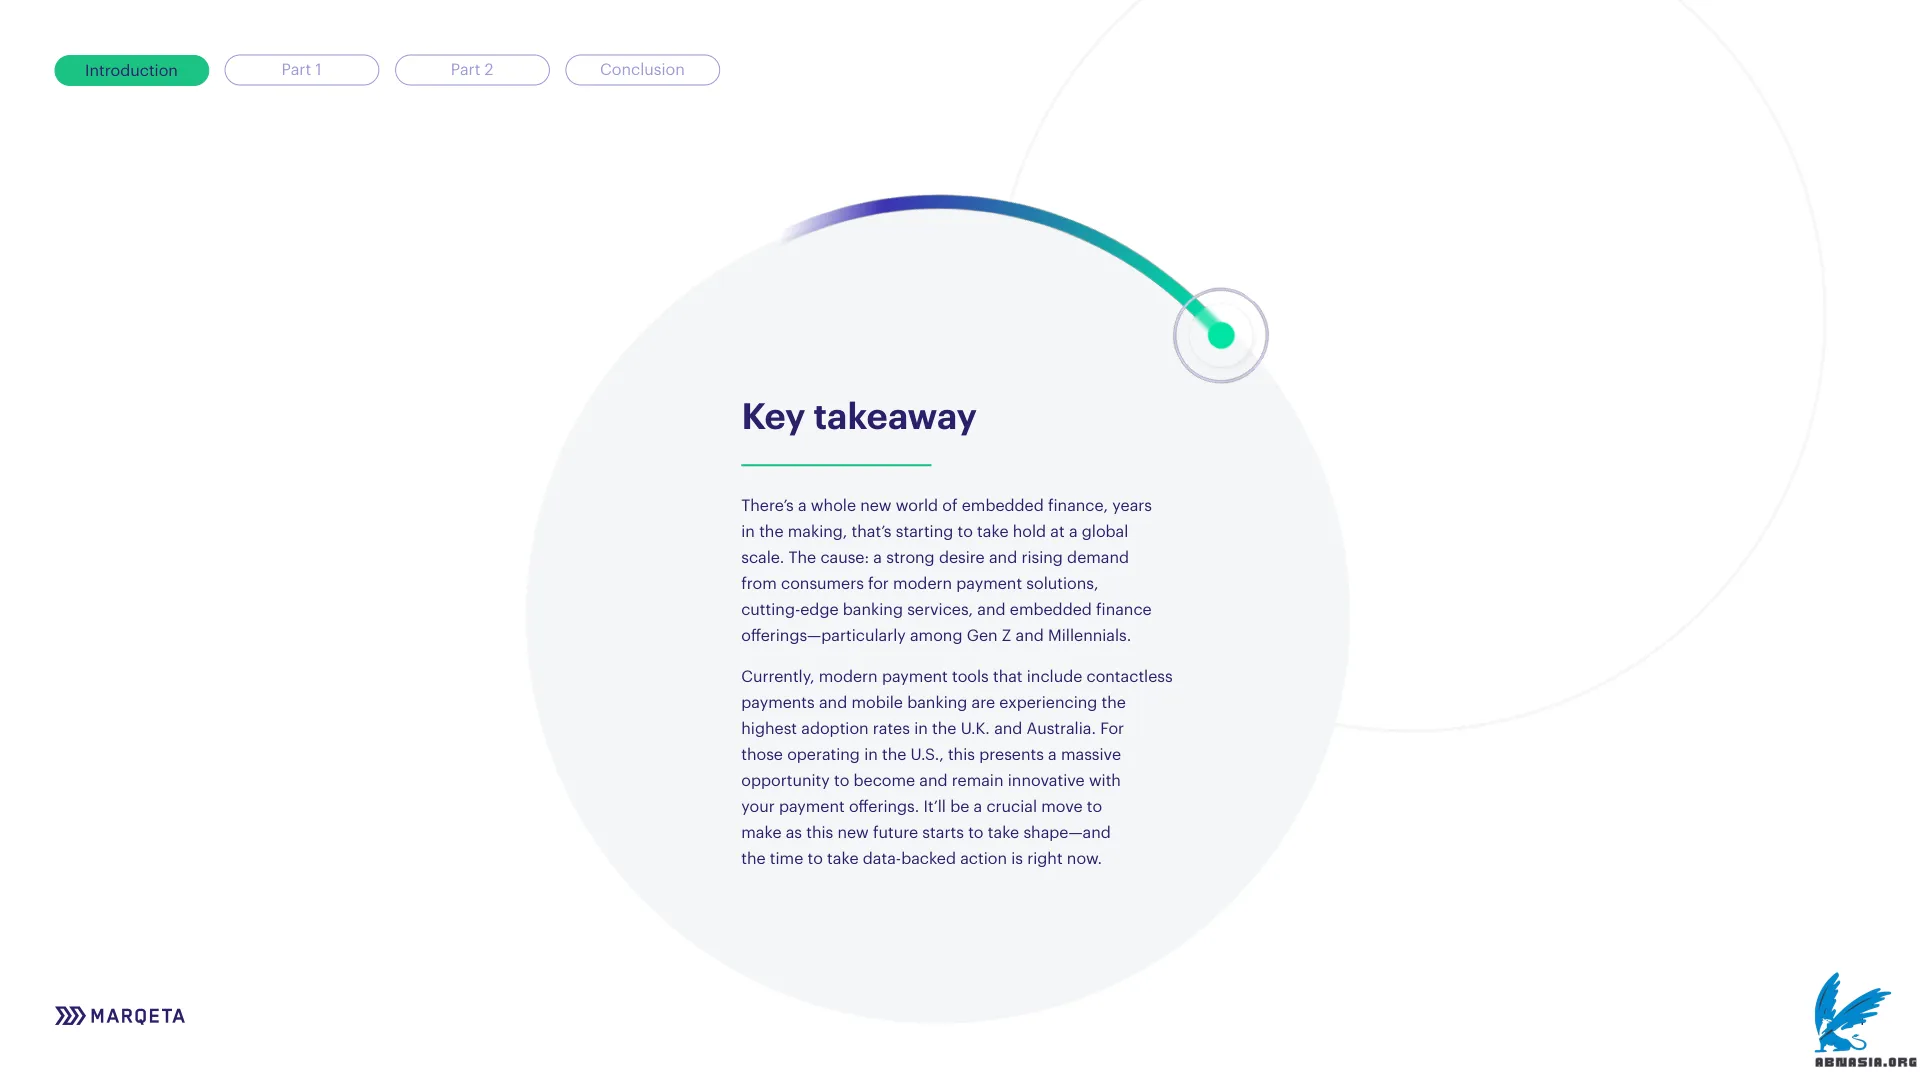 Introduction
Part 1
Part 2
Conclusion
Key takeaway
There’s a whole new world of embedded finance, years
in the making, that’s starting to take hold at a global
scale. The cause: a strong desire and rising demand
from consumers for modern payment solutions,
cutting-edge banking services, and embedded finance
offerings—particularly among Gen Z and Millennials.
Currently, modern payment tools that include contactless
payments and mobile banking are experiencing the
highest adoption rates in the U.K. and Australia. For
those operating in the U.S., this presents a massive
opportunity to become and remain innovative with
your payment offerings. It’ll be a crucial move to
make as this new future starts to take shape—and
the time to take data-backed action is right now.
MARQETA
ABNASIA.ORG